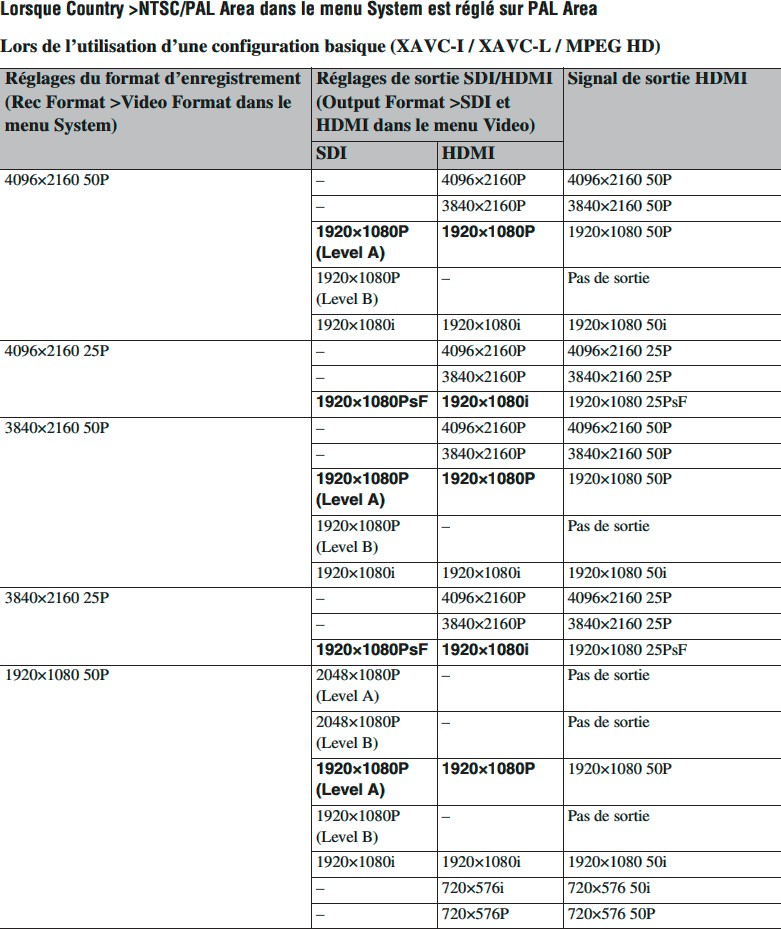 Lorsque Country >NTSC/PAL Area dans le menu System est réglé sur PAL Area
Lors de l’utilisation d’une configuration basique (XAVC-I / XAVC-L / MPEG HD)
Réglages du format d’enregistrement (Rec Format >Video Format dans le menu System)
Réglages de sortie SDI/HDMI (Output Format >SDI et HDMI dans le menu Video)
Signal de sortie HDMI
SDI HDMI
4096×2160 50P – 4096×2160P 4096×2160 50P
– 3840×2160P 3840×2160 50P
1920×1080P (Level A) 1920×1080P 1920×1080 50P
1920×1080P (Level B) – Pas de sortie
1920×1080i 1920×1080i 1920×1080 50i
4096×2160 25P – 4096×2160P 4096×2160 25P
– 3840×2160P 3840×2160 25P
1920×1080PsF 1920×1080i 1920×1080 25PsF
3840×2160 50P – 4096×2160P 4096×2160 50P
– 3840×2160P 3840×2160 50P
1920×1080P (Level A) 1920×1080P 1920×1080 50P
1920×1080P (Level B) – Pas de sortie
1920×1080i 1920×1080i 1920×1080 50i
3840×2160 25P – 4096×2160P 4096×2160 25P
– 3840×2160P 3840×2160 25P
1920×1080PsF 1920×1080i 1920×1080 25PsF
1920×1080 50P 2048×1080P (Level A) – Pas de sortie
2048×1080P (Level B) – Pas de sortie
1920×1080P (Level A) 1920×1080P 1920×1080 50P
1920×1080P (Level B) – Pas de sortie
1920×1080i 1920×1080i 1920×1080 50i
– 720×576i 720×576 50i
– 720×576P 720×576 50P